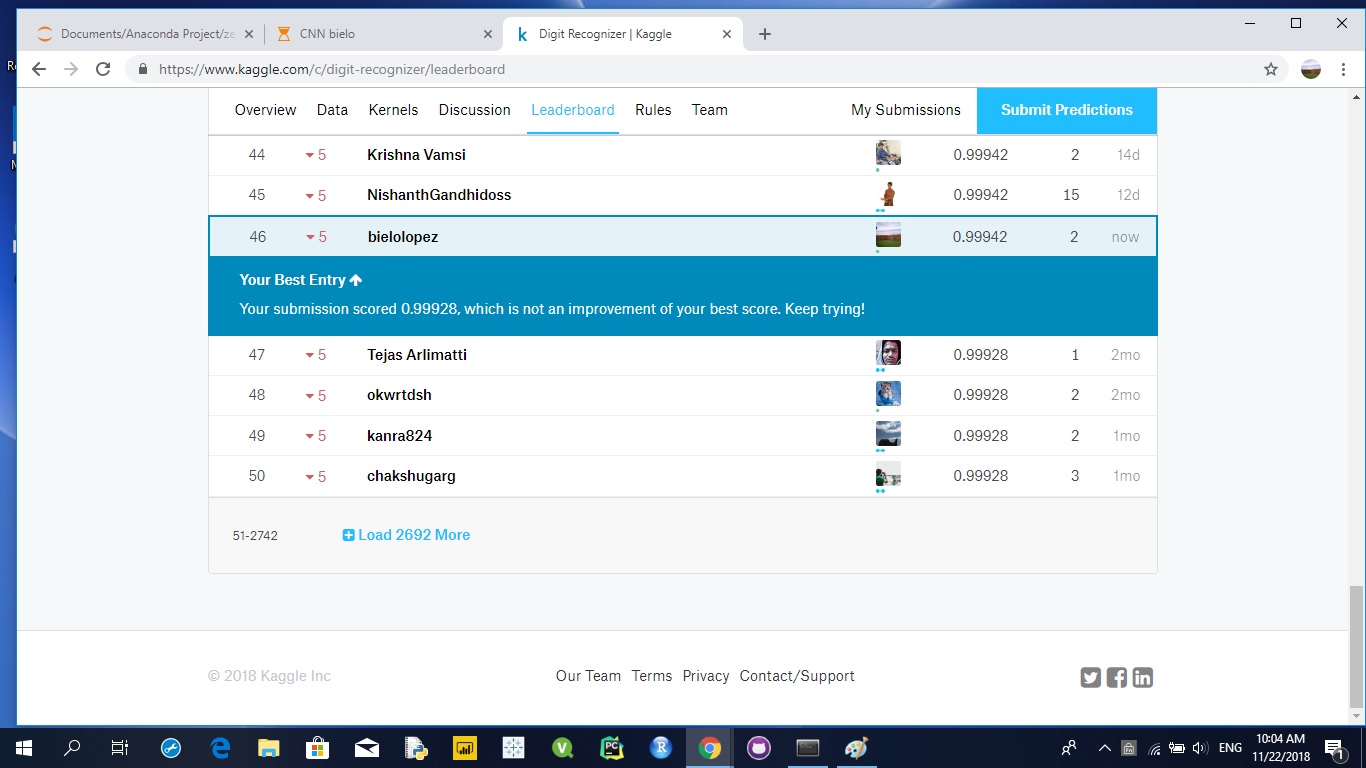 Documents/Anaconda Project/ze
CNN bielo
Digit Recognizer | Kaggle
https://www.kaggle.com/c/digit-recognizer/leaderboard
Overview Data Kernels Discussion Leaderboard Rules Team My Submissions Submit Predictions
44 5 Krishna Vamsi 0.99942 2 14d
45 5 NishanthGandhidoss 0.99942 15 12d
46 5 bielolopez 0.99942 2 now
Your Best Entry
Your submission scored 0.99928, which is not an improvement of your best score. Keep trying!
47 5 Tejas Arlimatti 0.99928 1 2mo
48 5 okwrtdsh 0.99928 2 2mo
49 5 kanra824 0.99928 2 1mo
50 5 chakshugarg 0.99928 3 1mo
51-2742 Load 2692 More
© 2018 Kaggle Inc Our Team Terms Privacy Contact/Support
ENG 10:04 AM
11/22/2018 1